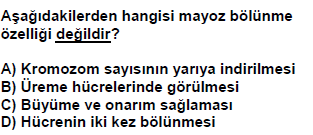 Aşağıdakilerden hangisi mayoz bölünme
özelliği değildir?
A) Kromozom sayısının yarıya indirilmesi
B) Üreme hücrelerinde görülmesi
C) Büyüme ve onarım sağlaması
D) Hücrenin iki kez bölünmesi